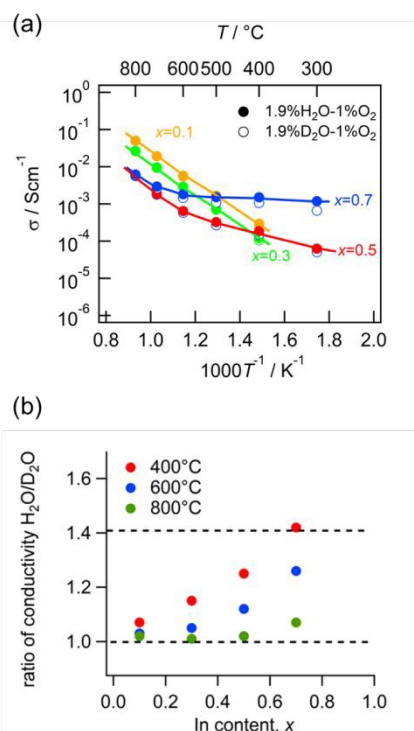 (a)
T / °C
800 600 500 400 300
10⁰
10⁻¹
10⁻²
10⁻³
10⁻⁴
10⁻⁵
10⁻⁶
σ / Scm⁻¹
1.9%H₂O-1%O₂
1.9%D₂O-1%O₂
x=0.1
x=0.7
x=0.3
x=0.5
0.8 1.0 1.2 1.4 1.6 1.8 2.0
1000T⁻¹ / K⁻¹
(b)
ratio of conductivity H₂O/D₂O
1.6
1.4
1.2
1.0
400°C
600°C
800°C
0.0 0.2 0.4 0.6 0.8 1.0
In content, x